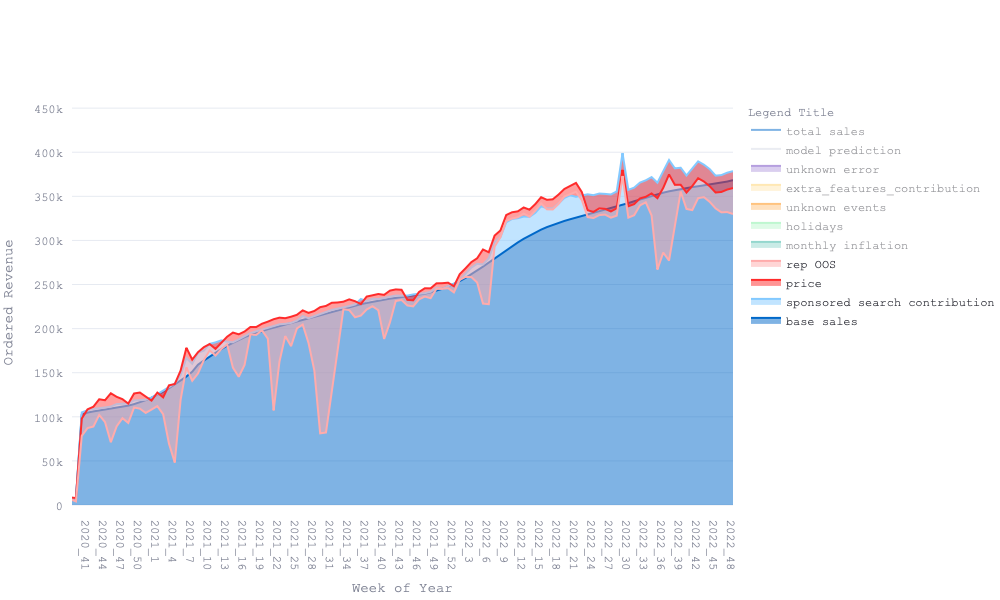 450k
400k
350k
300k
250k
200k
150k
100k
50k
0
Ordered Revenue
2020_41
2020_44
2020_47
2020_50
2021_1
2021_4
2021_7
2021_10
2021_13
2021_16
2021_19
2021_22
2021_25
2021_28
2021_31
2021_34
2021_37
2021_40
2021_43
2021_46
2021_49
2021_52
2022_3
2022_6
2022_9
2022_12
2022_15
2022_18
2022_21
2022_24
2022_27
2022_30
2022_33
2022_36
2022_39
2022_42
2022_45
2022_48
Week of Year
Legend Title
total sales
model prediction
unknown error
extra_features_contribution
unknown events
holidays
monthly inflation
rep OOS
price
sponsored search contribution
base sales